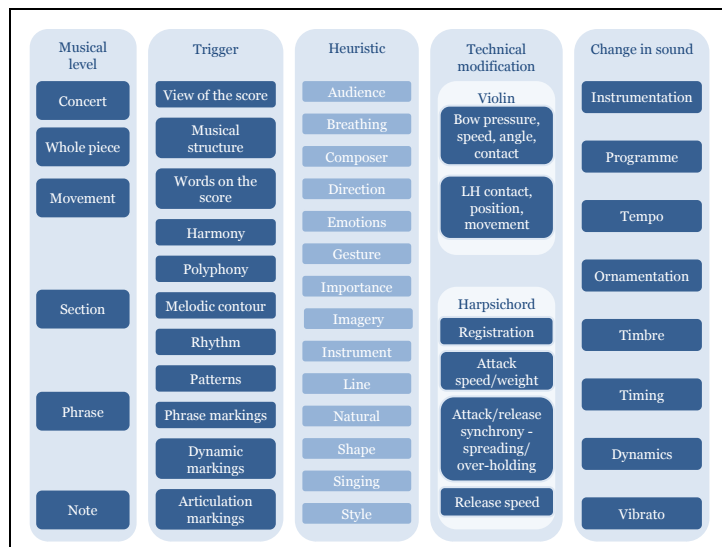 Musical
level
Concert
Whole piece
Movement
Section
Phrase
Note
Trigger
View of the score
Musical
structure
Words on the
score
Harmony
Polyphony
Melodic contour
Rhythm
Patterns
Phrase markings
Dynamic
markings
Articulation
markings
Heuristic
Audience
Breathing
Composer
Direction
Emotions
Gesture
Importance
Imagery
Instrument
Line
Natural
Shape
Singing
Style
Technical
modification
Violin
Bow pressure,
speed, angle,
contact
LH contact,
position,
movement
Harpsichord
Registration
Attack
speed/weight
Attack/release
synchrony -
spreading/
over-holding
Release speed
Change in sound
Instrumentation
Programme
Tempo
Ornamentation
Timbre
Timing
Dynamics
Vibrato